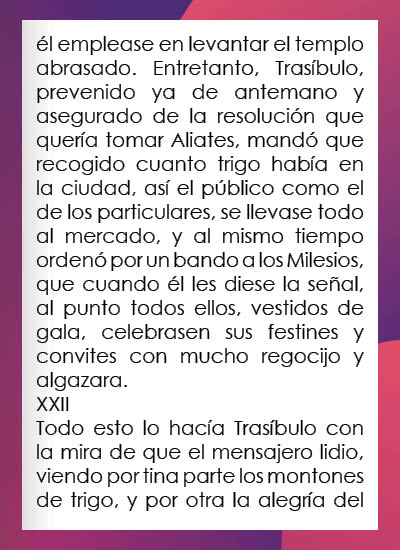 él emplease en levantar el templo
abrasado. Entretanto, Trasíbulo,
prevenido ya de antemano y
asegurado de la resolución que
quería tomar Aliates, mandó que
recogido cuanto trigo había en
la ciudad, así el público como el
de los particulares, se llevase todo
al mercado, y al mismo tiempo
ordenó por un bando a los Milesios,
que cuando él les diese la señal,
al punto todos ellos, vestidos de
gala, celebrasen sus festines y
convites con mucho regocijo y
algazara.
XXII
Todo esto lo hacía Trasíbulo con
la mira de que el mensajero lidio,
viendo por tina parte los montones
de trigo, y por otra la alegría del